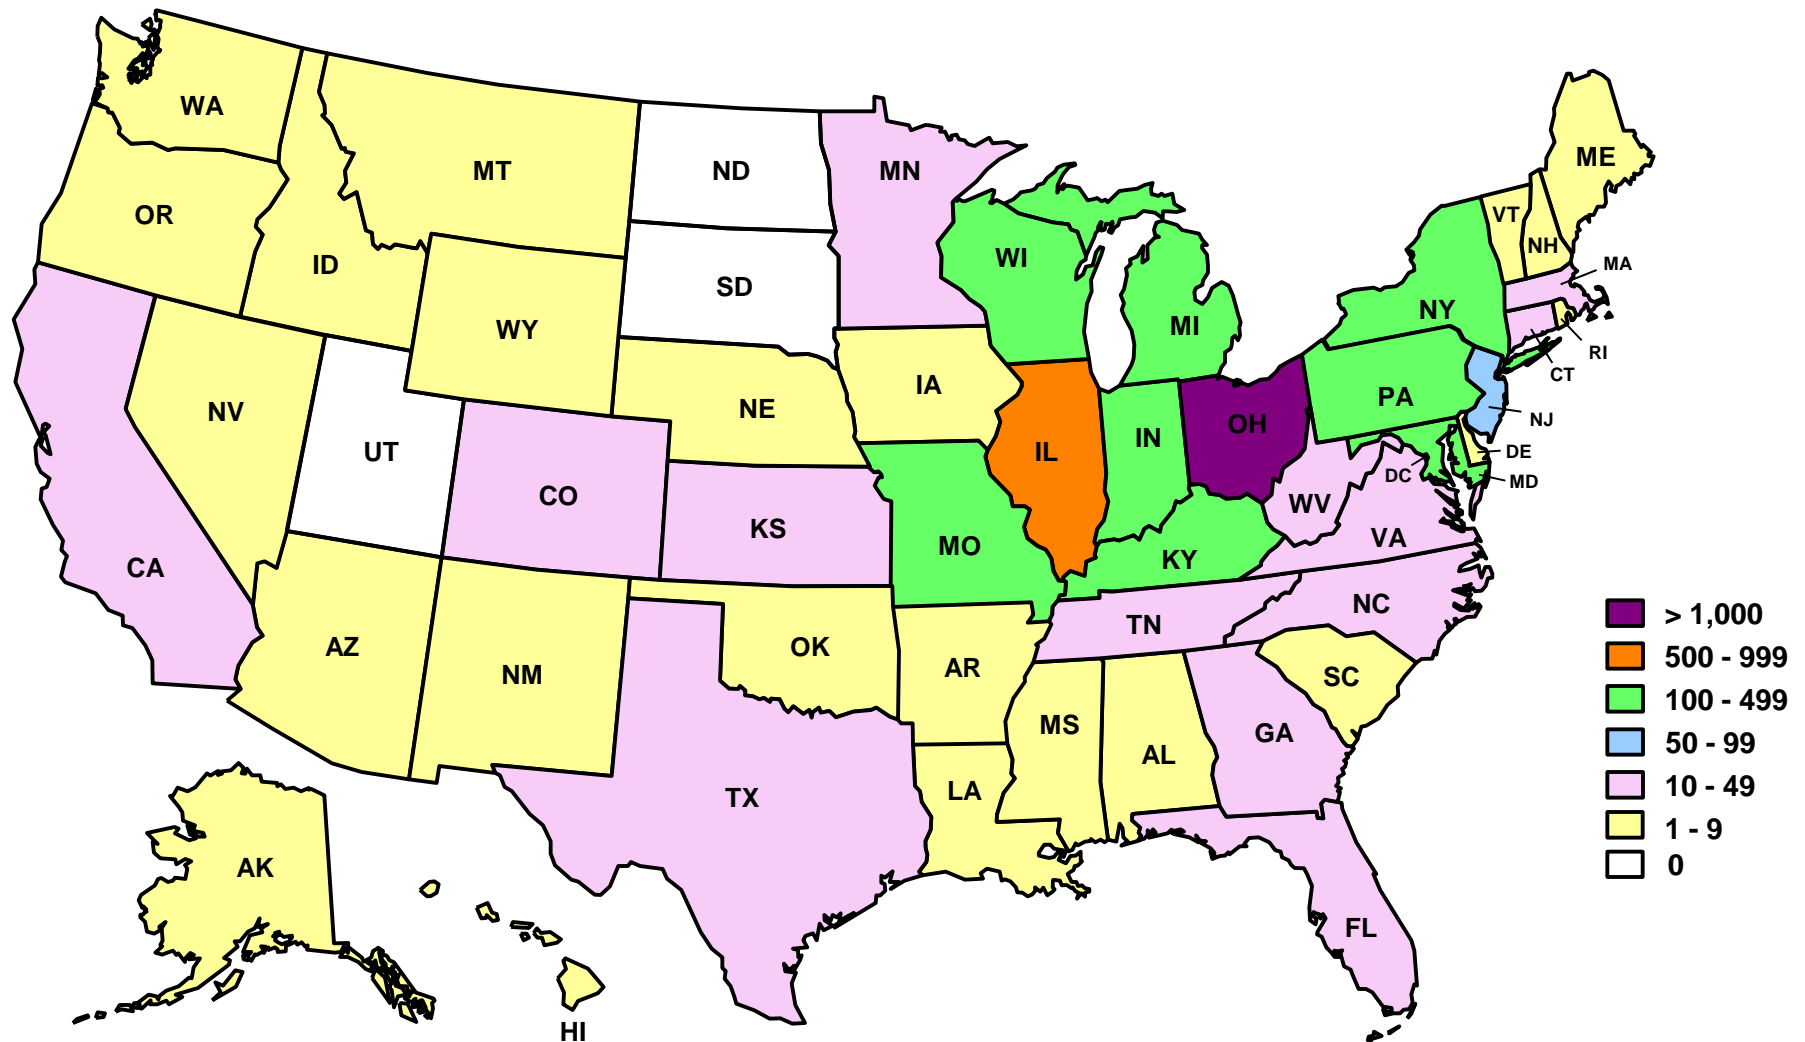 WA
MT
ND
MN
ME
OR
ID
SD
WI
VT
NH
MA
WY
MI
NY
RI
IA
CT
NV
NE
PA
NJ
UT
IL
IN
OH
DE
CO
DC
MD
KS
WV
MO
KY
VA
CA
NC
AZ
OK
TN
NM
AR
SC
MS
GA
AL
TX
LA
AK
FL
HI
> 1,000
500 - 999
100 - 499
50 - 99
10 - 49
1 - 9
0